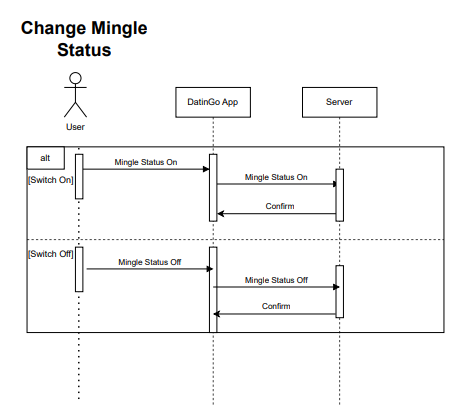 Change Mingle
Status
DatinGo App
Server
User
alt
Mingle Status On
[Switch On]
Mingle Status On
Confirm
[Switch Off]
Mingle Status Off
Mingle Status Off
Confirm